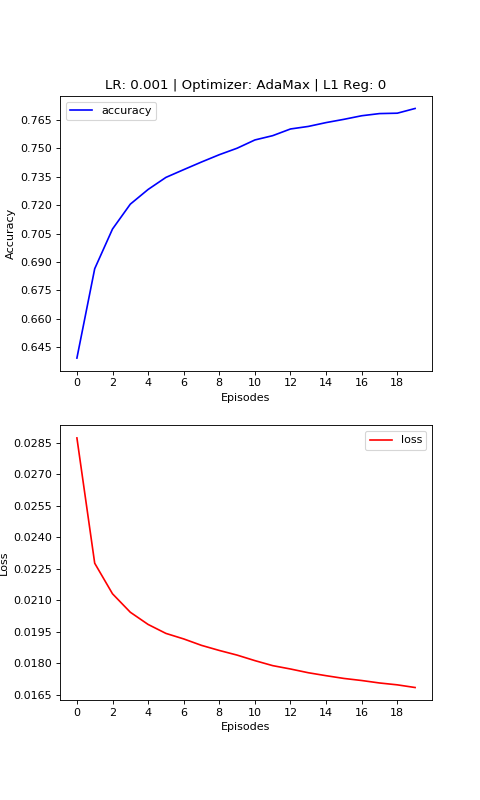 LR: 0.001 | Optimizer: AdaMax | L1 Reg: 0
accuracy
0.765
0.750
0.735
0.720
0.705
0.690
0.675
0.660
0.645
Accuracy
0 2 4 6 8 10 12 14 16 18
Episodes
loss
0.0285
0.0270
0.0255
0.0240
0.0225
0.0210
0.0195
0.0180
0.0165
Loss
0 2 4 6 8 10 12 14 16 18
Episodes